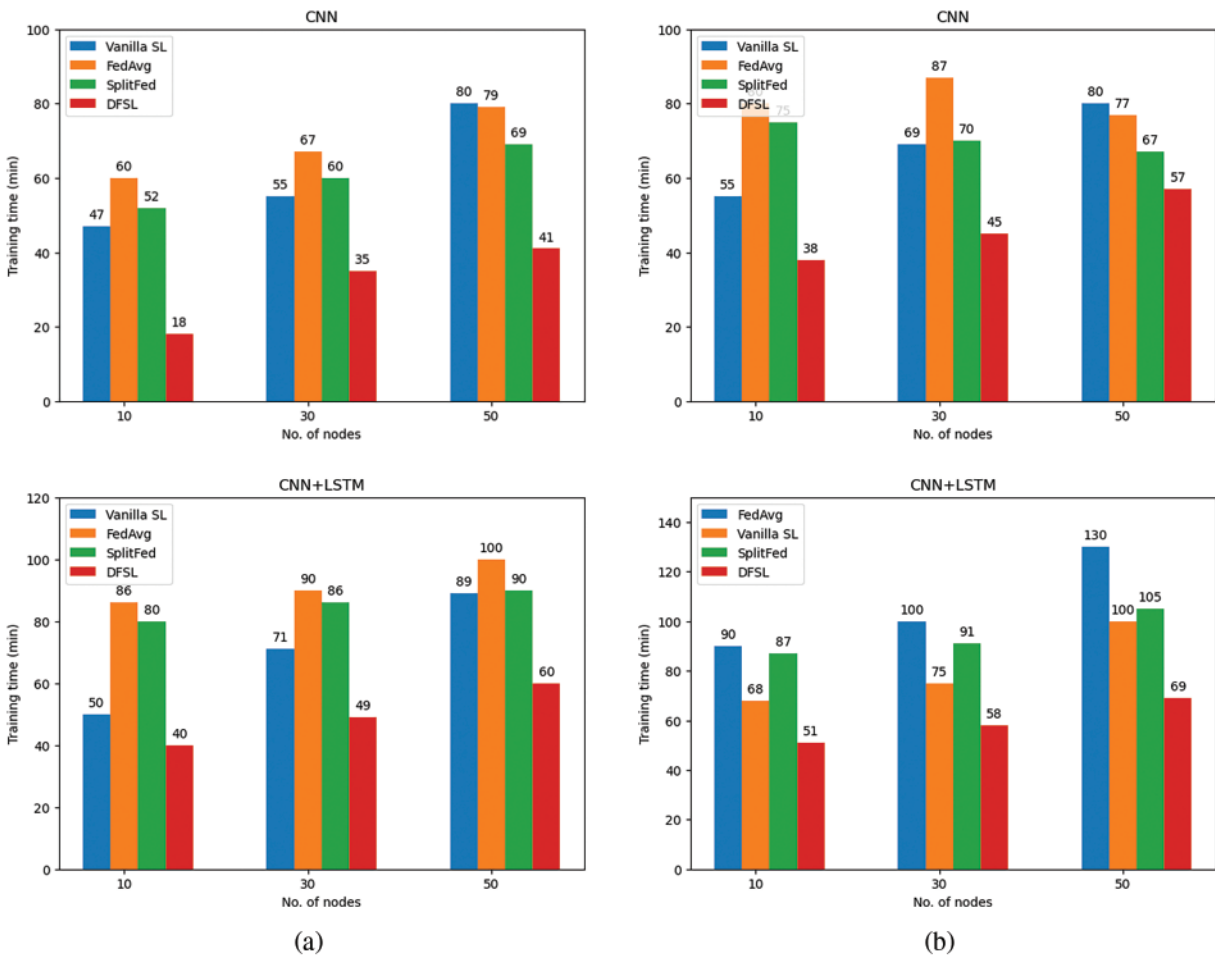 CNN
Vanilla SL
FedAvg
SplitFed
DFSL
Training time (min)
100
80
60
40
20
0
47 60 52 18
55 67 60 35
80 79 69 41
10 30 50
No. of nodes
CNN
Vanilla SL
FedAvg
SplitFed
DFSL
Training time (min)
100
80
60
40
20
0
55 75 38
69 87 70 45
80 77 67 57
10 30 50
No. of nodes
CNN+LSTM
Vanilla SL
FedAvg
SplitFed
DFSL
Training time (min)
120
100
80
60
40
20
0
50 86 80 40
71 90 86 49
89 100 90 60
10 30 50
No. of nodes
(a)
CNN+LSTM
FedAvg
Vanilla SL
SplitFed
DFSL
Training time (min)
140
120
100
80
60
40
20
0
90 68 87 51
100 75 91 58
130 100 105 69
10 30 50
No. of nodes
(b)